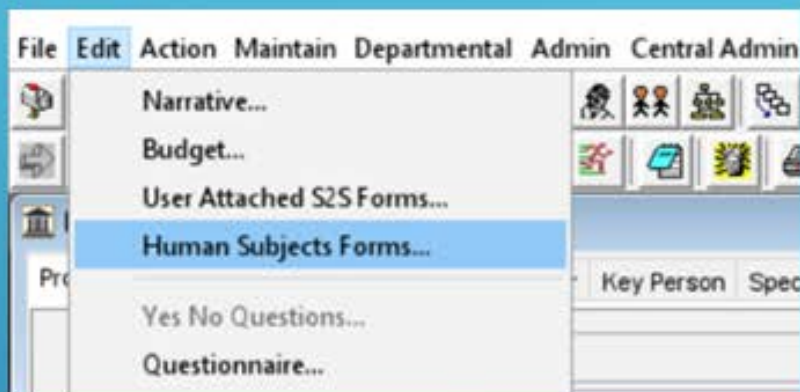 File Edit Action Maintain Departmental Admin Central Admin
Narrative...
Budget...
User Attached S2S Forms...
Human Subjects Forms...
Key Person
Yes No Questions...
Questionnaire...